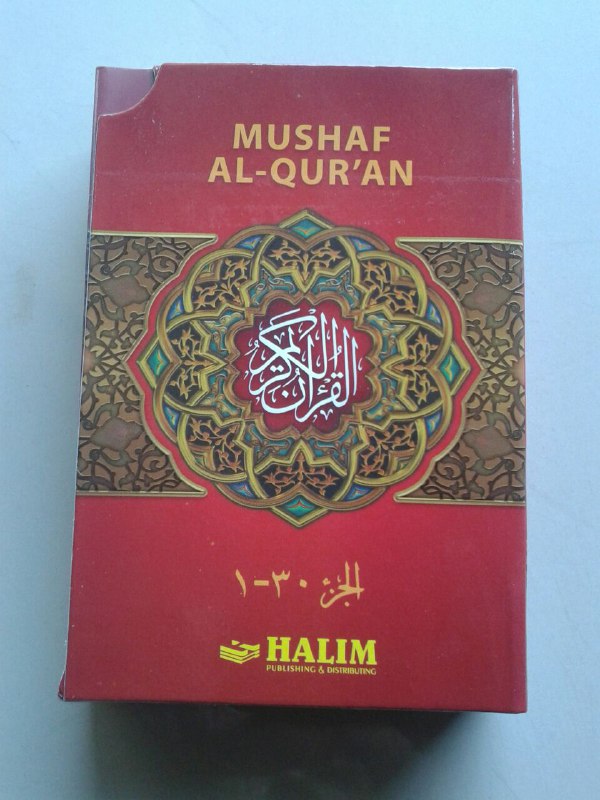 MUSHAF
AL-QUR'AN
القرآن الكريم
الجزء ٣٠-١
HALIM
PUBLISHING & DISTRIBUTING